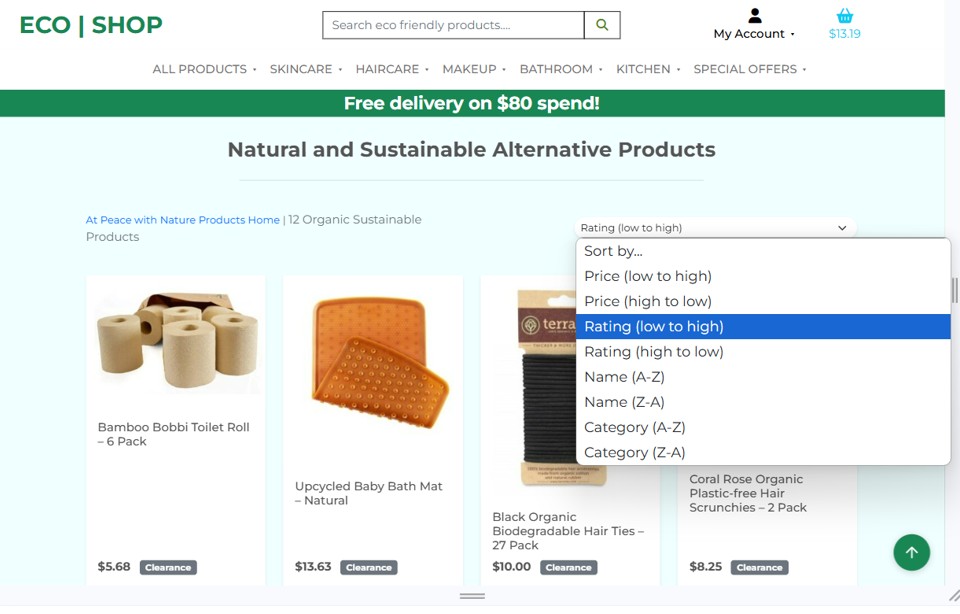 ECO | SHOP
Search eco friendly products....
My Account
$13.19
ALL PRODUCTS
SKINCARE
HAIRCARE
MAKEUP
BATHROOM
KITCHEN
SPECIAL OFFERS
Free delivery on $80 spend!
Natural and Sustainable Alternative Products
At Peace with Nature Products Home | 12 Organic Sustainable
Products
Rating (low to high)
Sort by...
Price (low to high)
Price (high to low)
Rating (low to high)
Rating (high to low)
Name (A-Z)
Name (Z-A)
Category (A-Z)
Category (Z-A)
Bamboo Bobbi Toilet Roll
– 6 Pack
$5.68 Clearance
Upcycled Baby Bath Mat
– Natural
$13.63 Clearance
terra
Black Organic
Biodegradable Hair Ties –
27 Pack
$10.00 Clearance
Coral Rose Organic
Plastic-free Hair
Scrunchies – 2 Pack
$8.25 Clearance